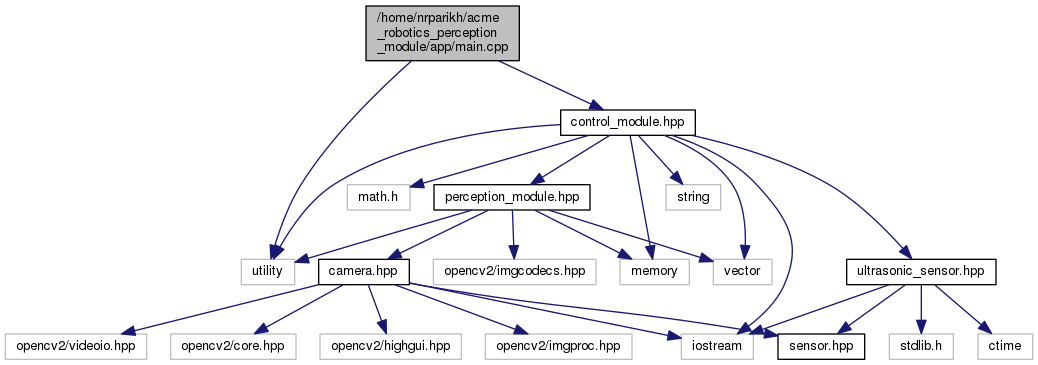 /home/nrparikh/acme
_robotics_perception
_module/app/main.cpp
control_module.hpp
math.h
perception_module.hpp
string
utility
camera.hpp
opencv2/imgcodecs.hpp
memory
vector
ultrasonic_sensor.hpp
opencv2/videoio.hpp
opencv2/core.hpp
opencv2/highgui.hpp
opencv2/imgproc.hpp
iostream
sensor.hpp
stdlib.h
ctime